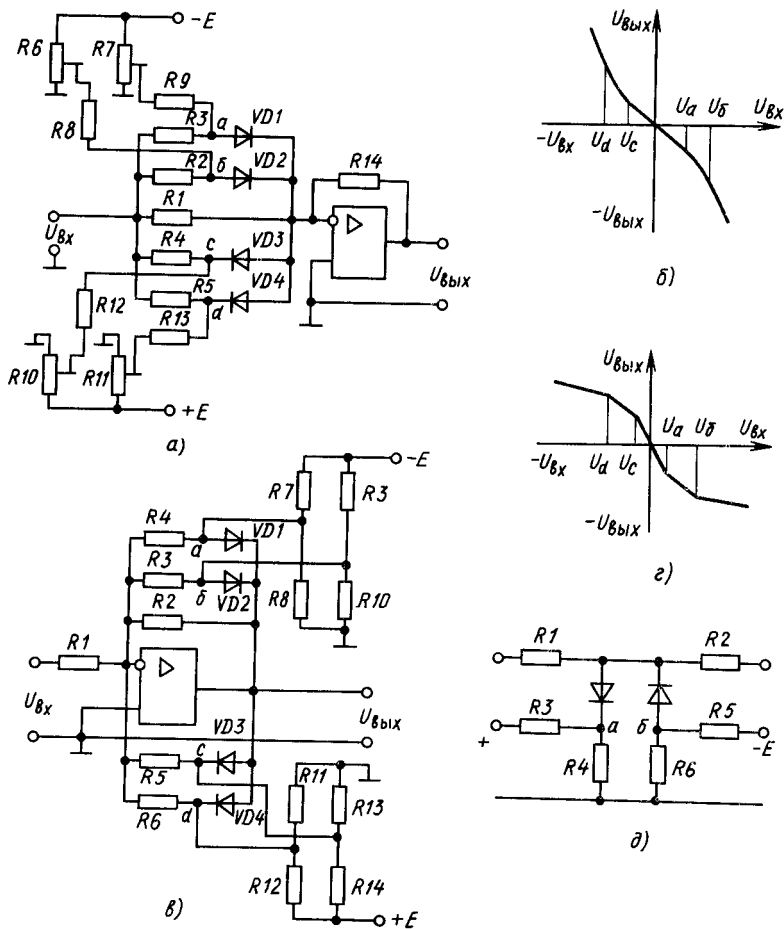 -E
R6
R7
R9
R3
a
VD1
R8
R2
б
VD2
R14
R1
Uвх
R4
c
VD3
R5
d
VD4
Uвых
R12
R13
R10
R11
+E
а)
Uвых
Ua
Uб
Uвх
-Uвх
Ud
Uc
-Uвых
б)
Uвых
Ua
Uб
Uвх
-Uвх
Ud
Uc
-Uвых
г)
-E
R7
R3
R4
a
VD1
R3
б
VD2
R2
R8
R10
R1
Uвх
Uвых
VD3
c
R5
R11
R13
R6
d
VD4
R12
R14
+E
в)
R1
R2
R3
a
б
R5
+
-E
R4
R6
д)